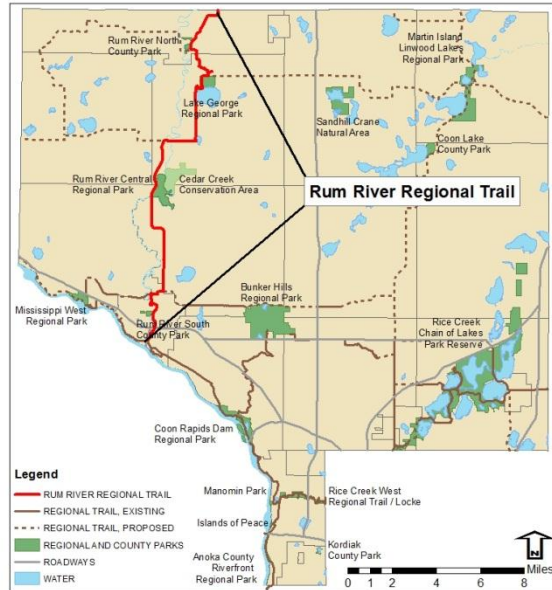 Rum River North
County Park
Martin Island
Linwood Lakes
Regional Park
Lake George
Regional Park
Sandhill Crane
Natural Area
Coon Lake
County Park
Rum River Central
Regional Park
Cedar Creek
Conservation Area
Rum River Regional Trail
Bunker Hills
Regional Park
Mississippi West
Regional Park
Rum River South
County Park
Rice Creek
Chain of Lakes
Park Reserve
Coon Rapids Dam
Regional Park
Legend
RUM RIVER REGIONAL TRAIL
REGIONAL TRAIL, EXISTING
REGIONAL TRAIL, PROPOSED
REGIONAL AND COUNTY PARKS
ROADWAYS
WATER
Manomin Park
Rice Creek West
Regional Trail / Locke
Islands of Peace
Kordiak
County Park
Anoka County
Riverfront
Regional Park
N
Miles
0 1 2 4 6 8